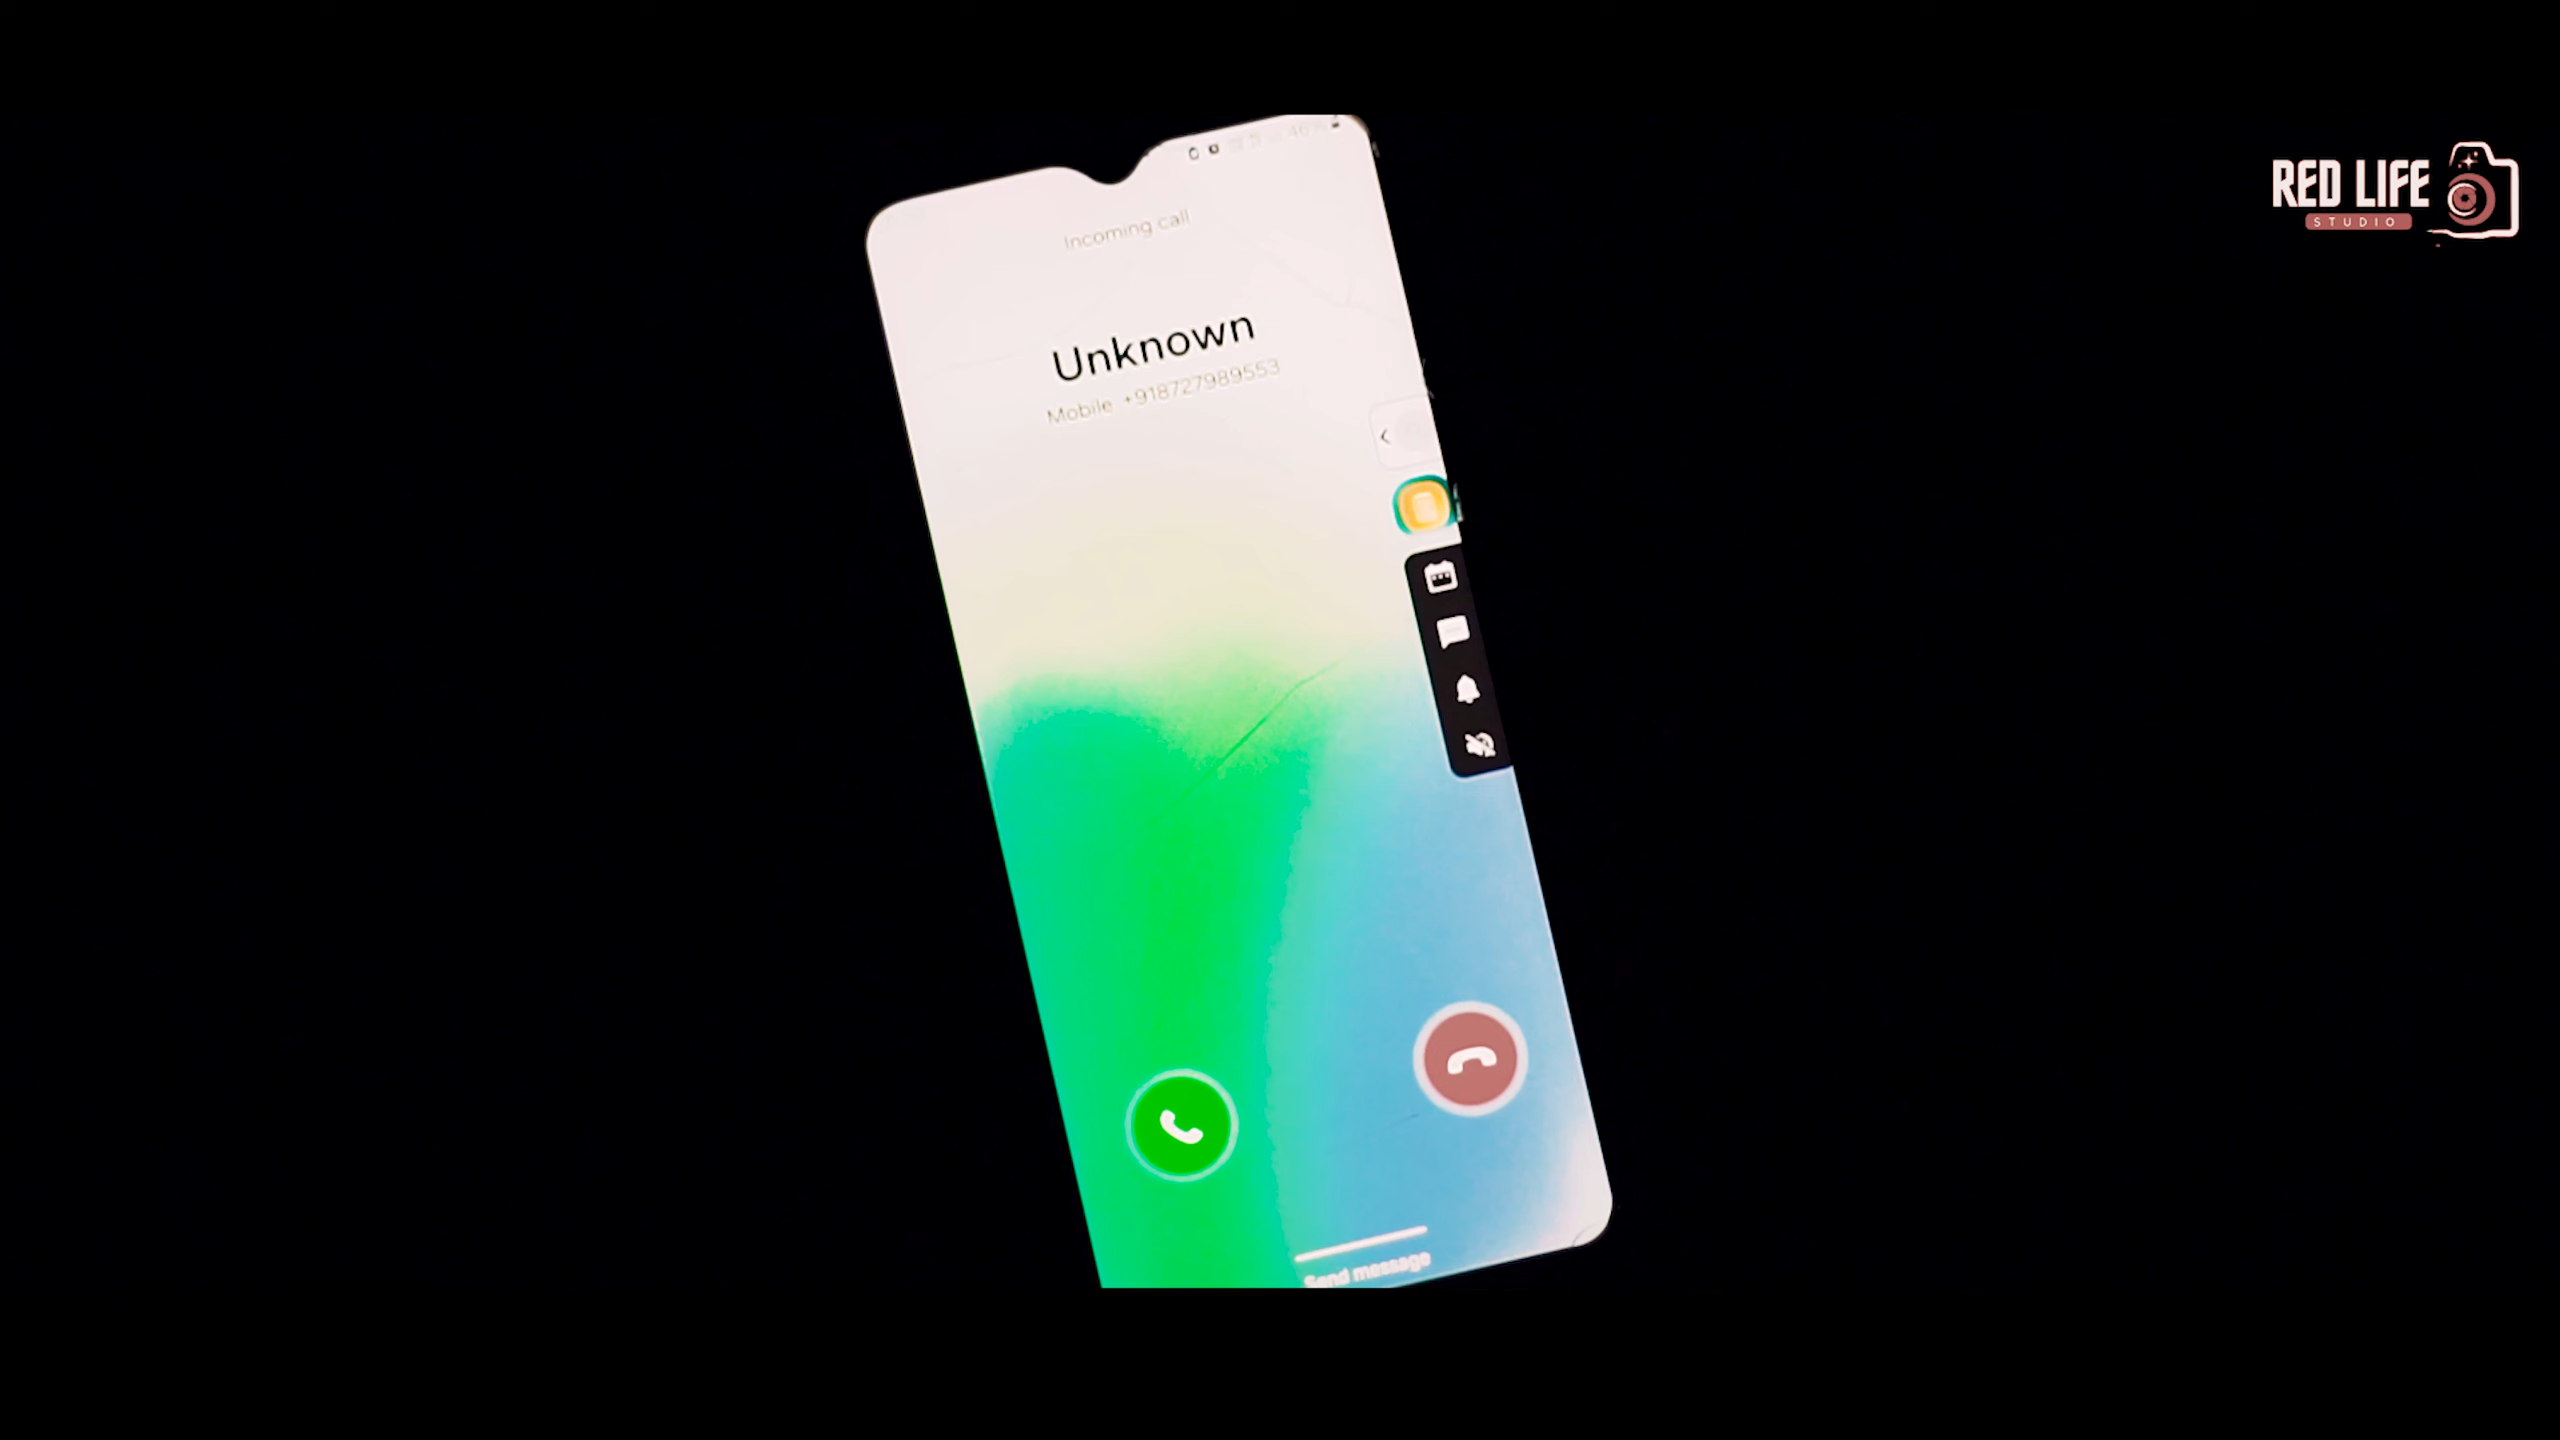 RED LIFE
STUDIO
Incoming call
Unknown
Mobile +918727989553
Send message